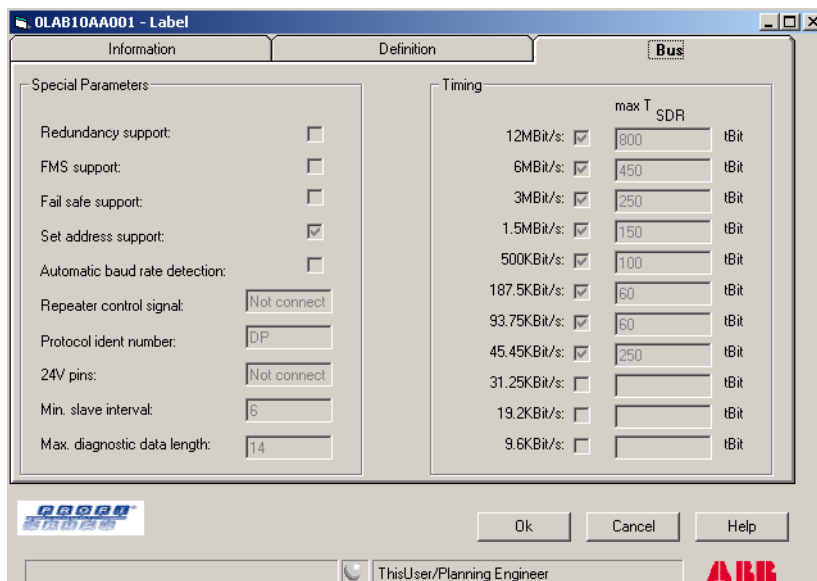 0LAB10AA001 - Label
Information Definition Bus
Special Parameters
Redundancy support:
FMS support:
Fail safe support:
Set address support:
Automatic baud rate detection:
Repeater control signal: Not connect
Protocol ident number: DP
24V pins: Not connect
Min. slave interval: 6
Max. diagnostic data length: 14
Timing
max T SDR
12MBit/s: 800 tBit
6MBit/s: 450 tBit
3MBit/s: 250 tBit
1.5MBit/s: 150 tBit
500KBit/s: 100 tBit
187.5KBit/s: 60 tBit
93.75KBit/s: 60 tBit
45.45KBit/s: 250 tBit
31.25KBit/s: tBit
19.2KBit/s: tBit
9.6KBit/s: tBit
Ok Cancel Help
ThisUser/Planning Engineer
ABB